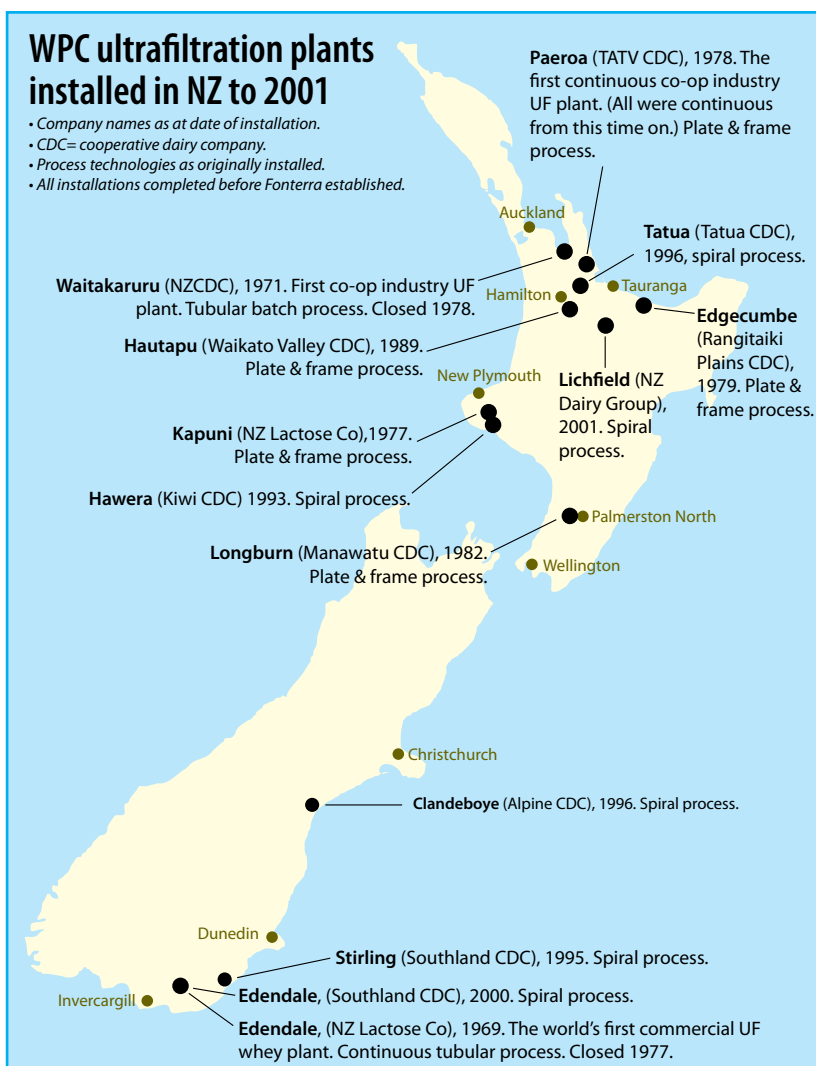 WPC ultrafiltration plants
installed in NZ to 2001
• Company names as at date of installation.
• CDC= cooperative dairy company.
• Process technologies as originally installed.
• All installations completed before Fonterra established.
Paeroa (TATV CDC), 1978. The
first continuous co-op industry
UF plant. (All were continuous
from this time on.) Plate & frame
process.
Auckland
Tatua (Tatua CDC),
1996, spiral process.
Waitakaruru (NZCDC), 1971. First co-op industry UF
plant. Tubular batch process. Closed 1978.
Hamilton
Tauranga
Edgecumbe
(Rangitaiki
Plains CDC),
1979. Plate &
frame process.
Hautapu (Waikato Valley CDC), 1989.
Plate & frame process.
Lichfield (NZ
Dairy Group),
2001. Spiral
process.
New Plymouth
Kapuni (NZ Lactose Co),1977.
Plate & frame process.
Hawera (Kiwi CDC) 1993. Spiral process.
Palmerston North
Longburn (Manawatu CDC), 1982.
Plate & frame process.
Wellington
Christchurch
Clandeboye (Alpine CDC), 1996. Spiral process.
Dunedin
Stirling (Southland CDC), 1995. Spiral process.
Invercargill
Edendale, (Southland CDC), 2000. Spiral process.
Edendale, (NZ Lactose Co), 1969. The world's first commercial UF
whey plant. Continuous tubular process. Closed 1977.